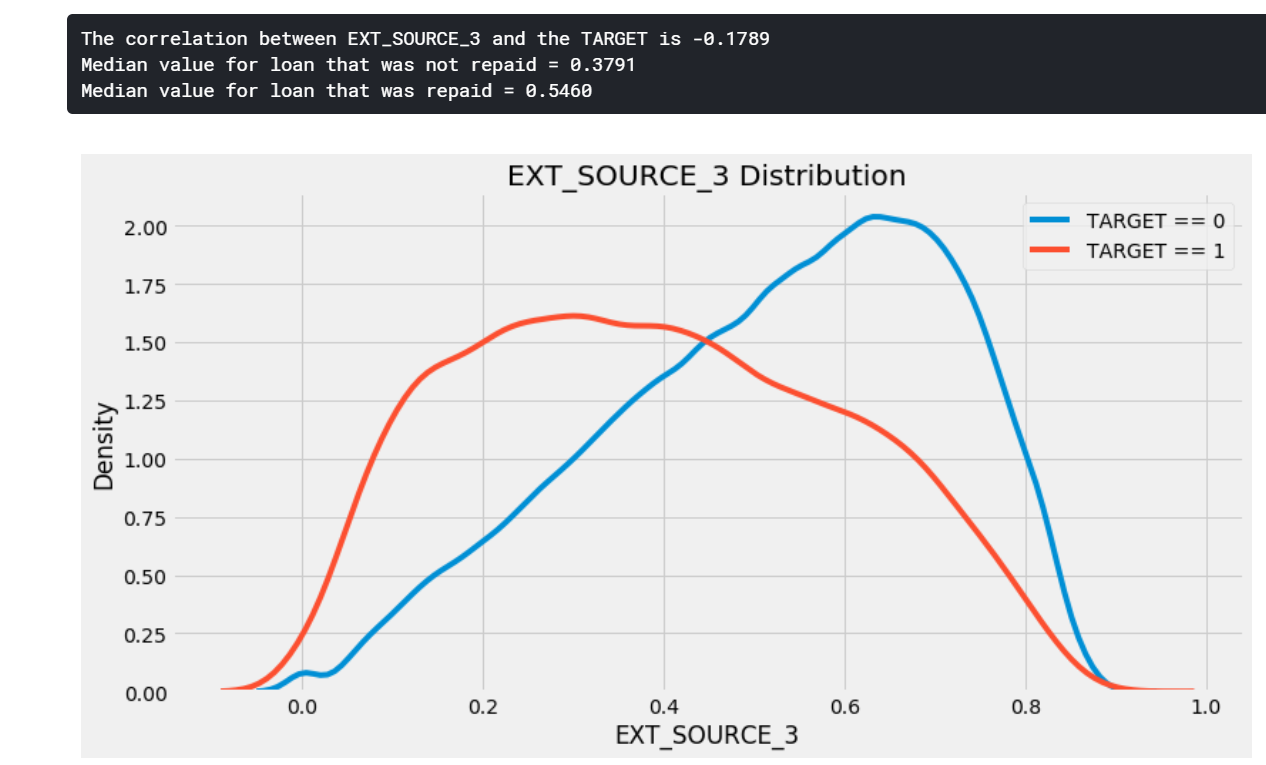 The correlation between EXT_SOURCE_3 and the TARGET is -0.1789
Median value for loan that was not repaid = 0.3791
Median value for loan that was repaid = 0.5460
EXT_SOURCE_3 Distribution
TARGET == 0
TARGET == 1
2.00
1.75
1.50
1.25
1.00
0.75
0.50
0.25
0.00
Density
0.0 0.2 0.4 0.6 0.8 1.0
EXT_SOURCE_3